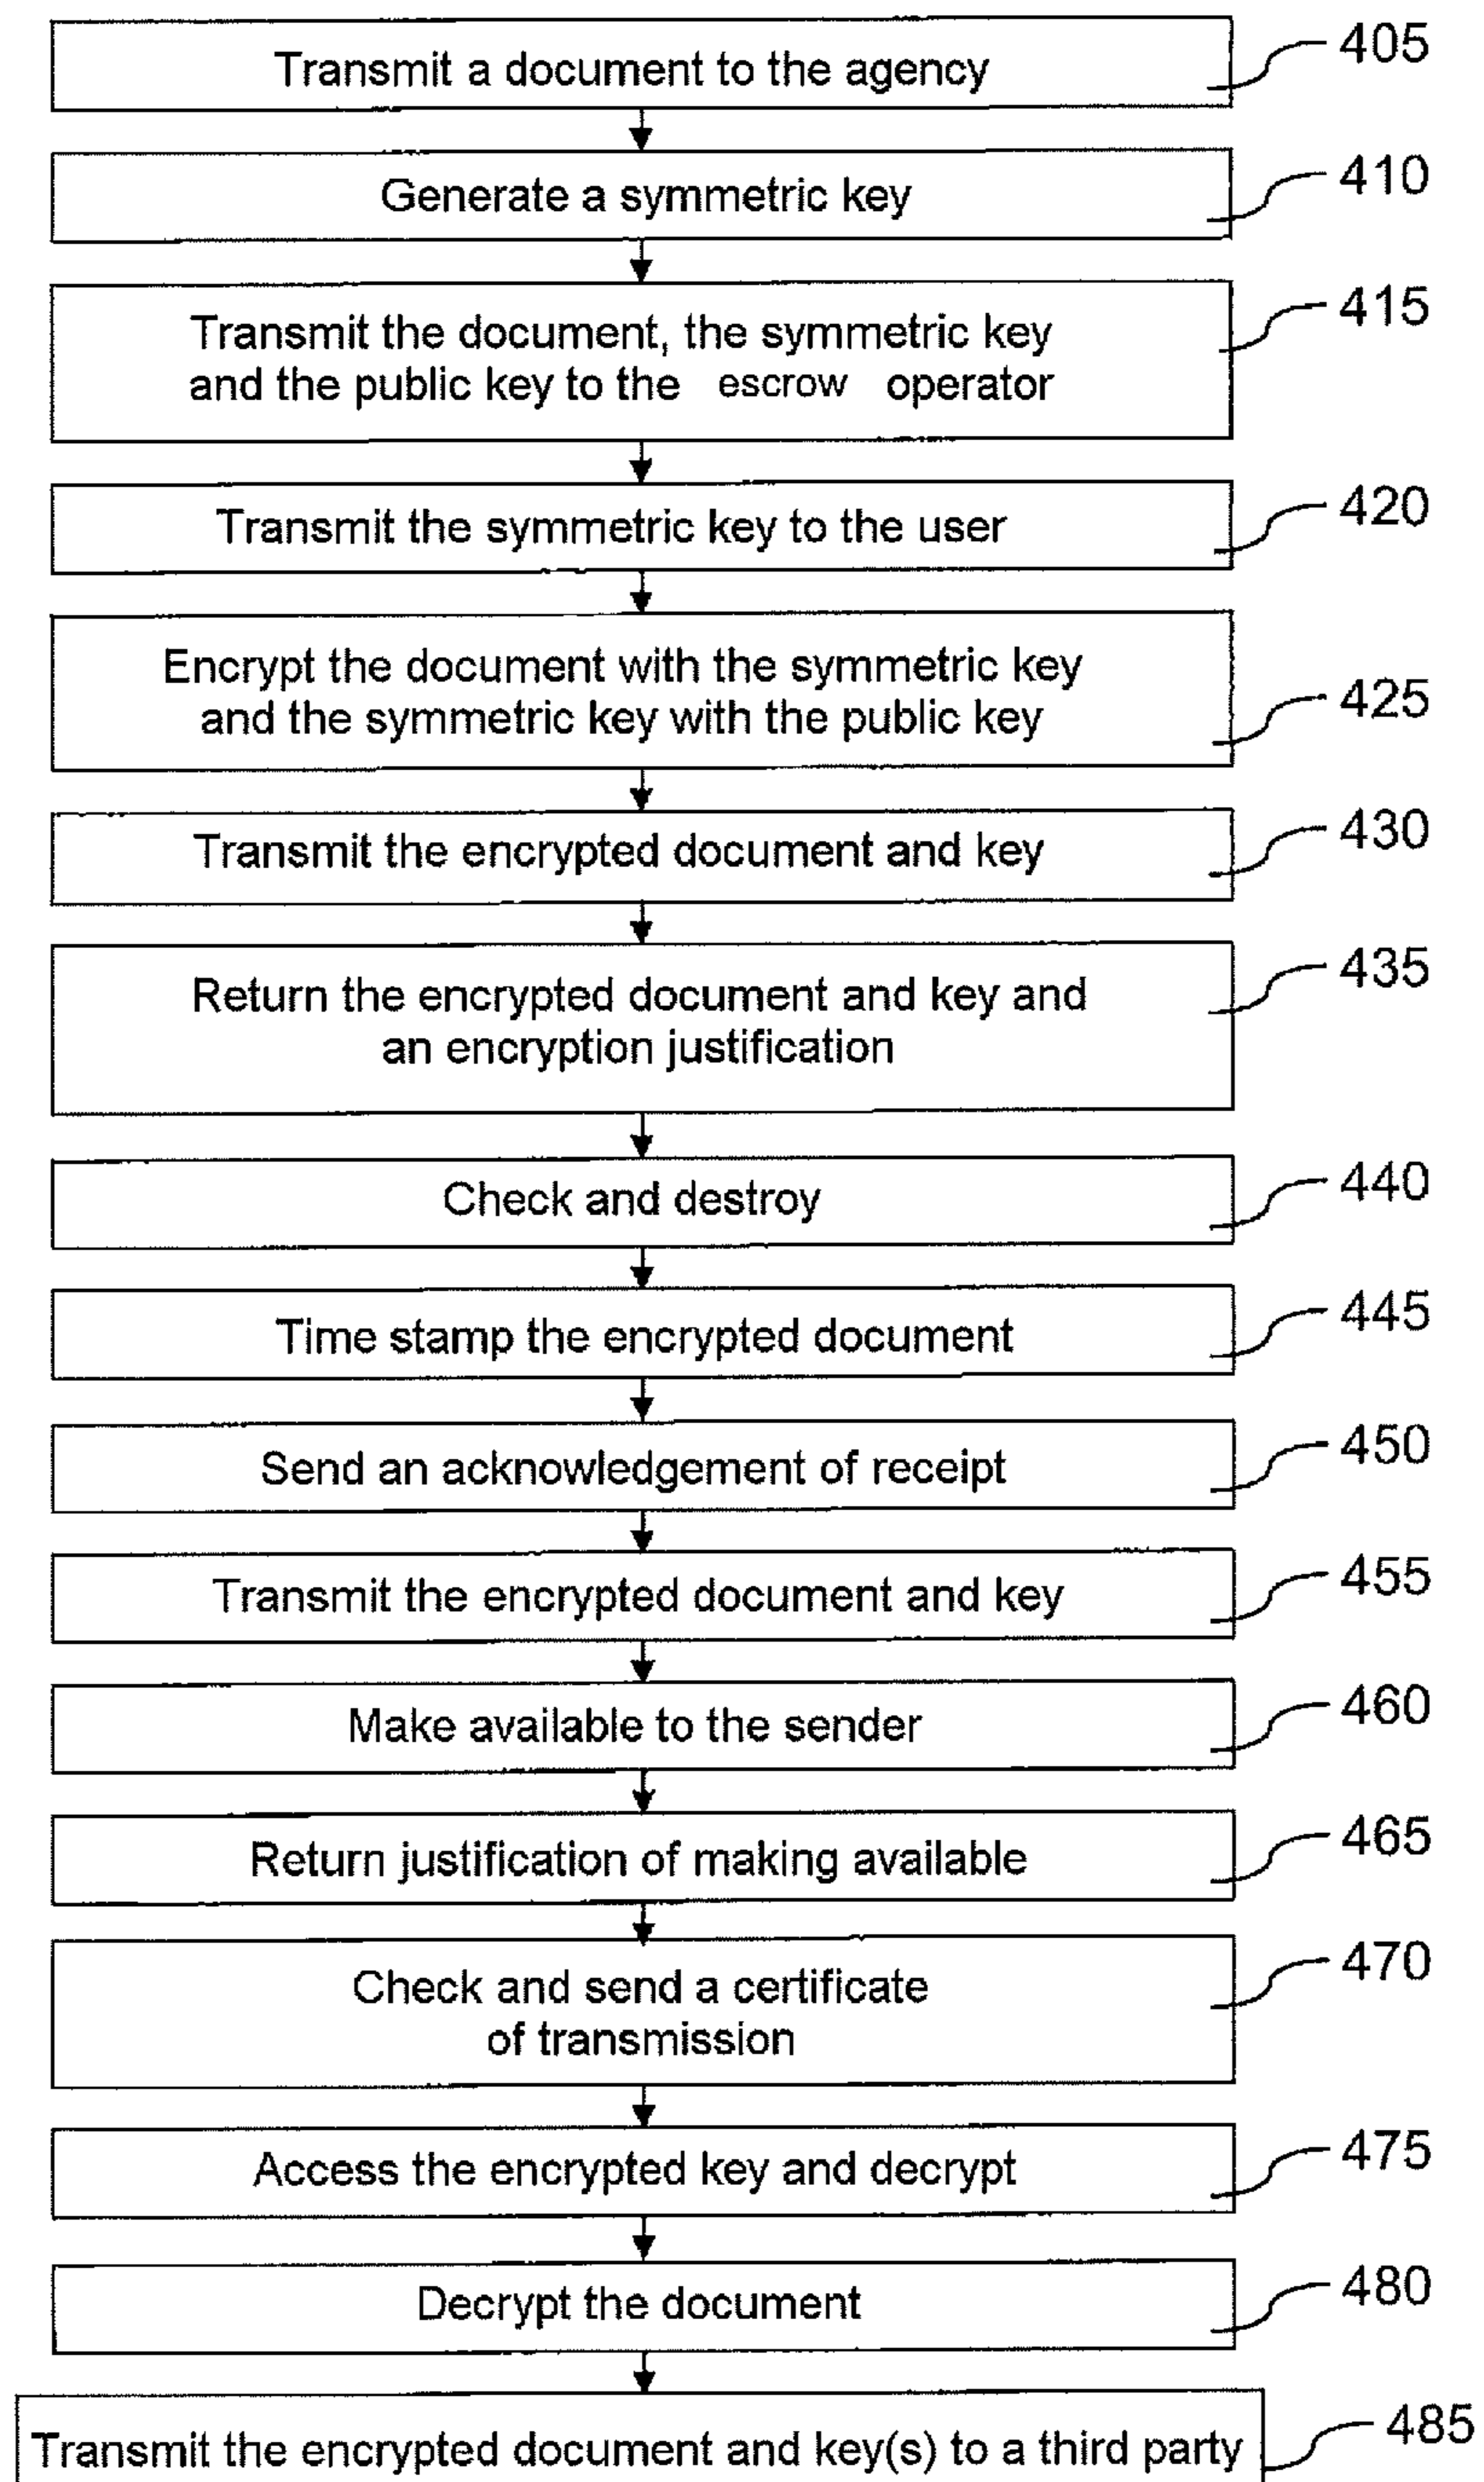 Transmit a document to the agency
405
Generate a symmetric key
410
Transmit the document, the symmetric key
and the public key to the escrow operator
415
Transmit the symmetric key to the user
420
Encrypt the document with the symmetric key
and the symmetric key with the public key
425
Transmit the encrypted document and key
430
Return the encrypted document and key and
an encryption justification
435
Check and destroy
440
Time stamp the encrypted document
445
Send an acknowledgement of receipt
450
Transmit the encrypted document and key
455
Make available to the sender
460
Return justification of making available
465
Check and send a certificate
of transmission
470
Access the encrypted key and decrypt
475
Decrypt the document
480
Transmit the encrypted document and key(s) to a third party
485